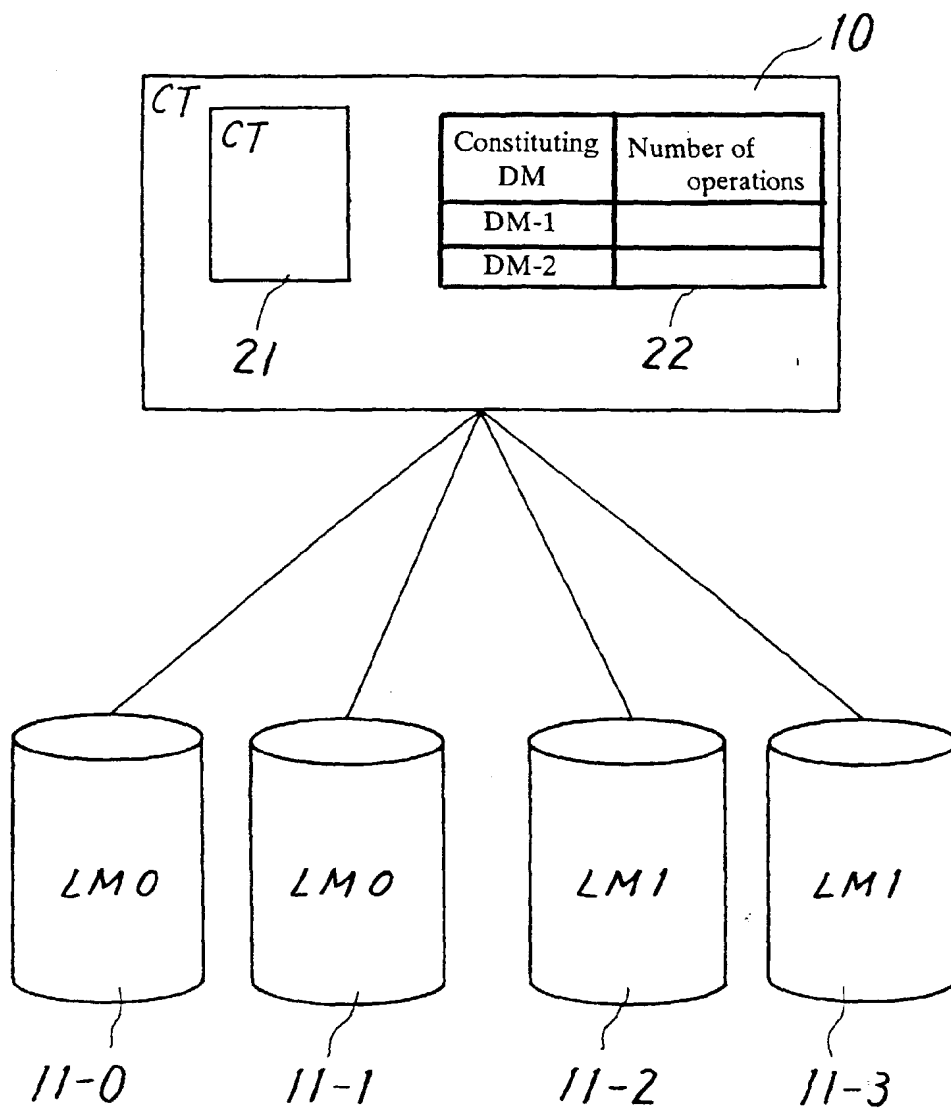 10
CT
CT
Constituting DM
Number of operations
DM-1
DM-2
21
22
LM0
LM0
LM1
LM1
11-0
11-1
11-2
11-3